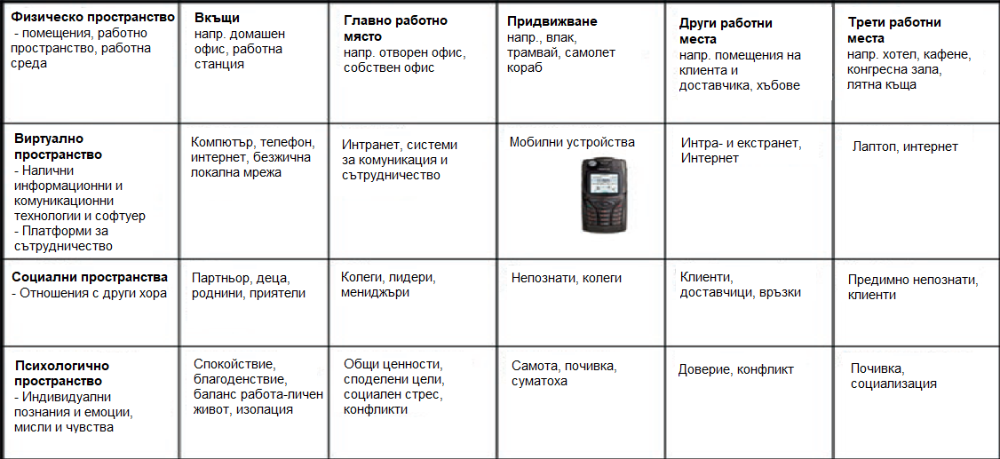 Физическо пространство
- помещения, работно
пространство, работна
среда
Вкъщи
напр. домашен
офис, работна
станция
Главно работно
място
напр. отворен офис,
собствен офис
Придвижване
напр., влак,
трамвай, самолет
кораб
Други работни
места
напр. помещения на
клиента и
доставчика, хъбове
Трети работни
места
напр. хотел, кафене,
конгресна зала,
лятна къща
Виртуално
пространство
- Налични
информационни и
комуникационни
технологии и софтуер
- Платформи за
сътрудничество
Компютър, телефон,
интернет, безжична
локална мрежа
Интранет, системи
за комуникация и
сътрудничество
Мобилни устройства
Интра- и екстранет,
Интернет
Лаптоп, интернет
Социални пространства
- Отношения с други хора
Партньор, деца,
роднини, приятели
Колеги, лидери,
мениджъри
Непознати, колеги
Клиенти,
доставчици, връзки
Предимно непознати,
клиенти
Психологично
пространство
- Индивидуални
познания и емоции,
мисли и чувства
Спокойствие,
благоденствие,
баланс работа-личен
живот, изолация
Общи ценности,
споделени цели,
социален стрес,
конфликти
Самота, почивка,
суматоха
Доверие, конфликт
Почивка,
социализация